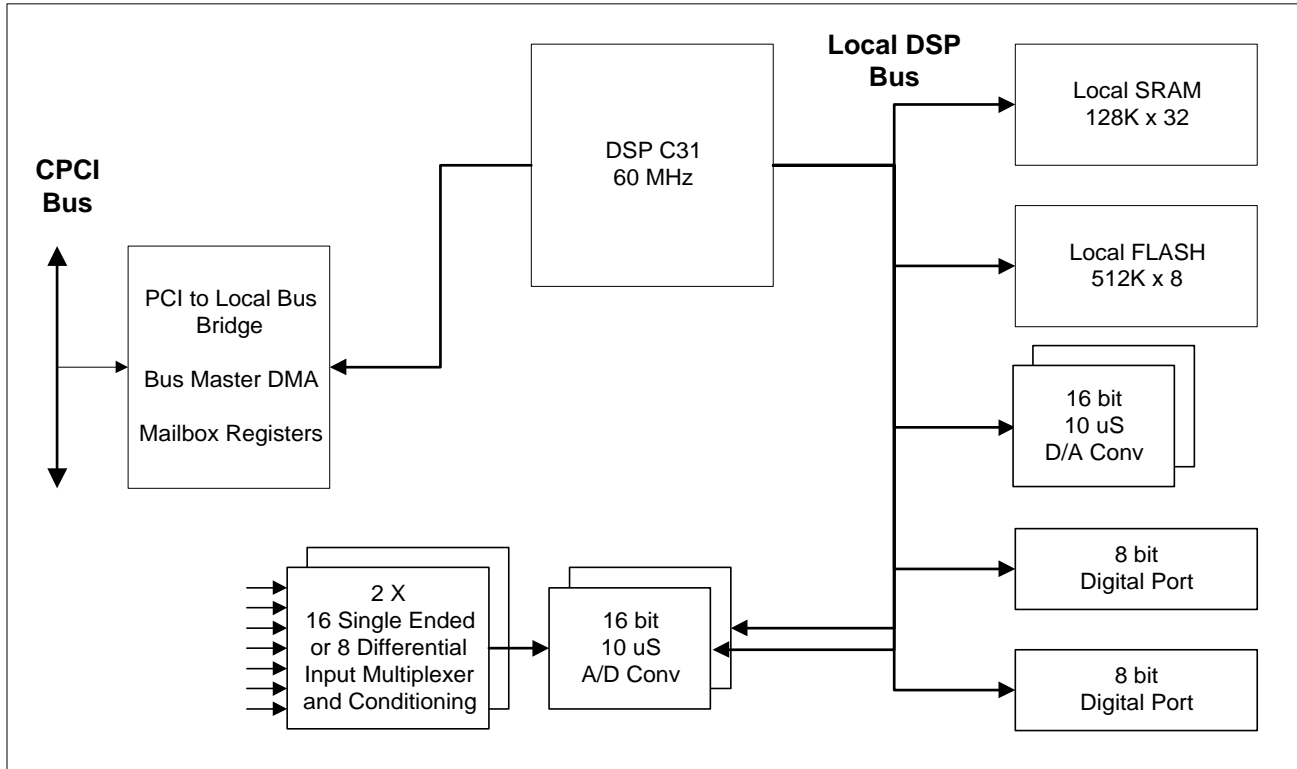 CPCI
Bus
PCI to Local Bus
Bridge
Bus Master DMA
Mailbox Registers
DSP C31
60 MHz
Local DSP
Bus
Local SRAM
128K x 32
Local FLASH
512K x 8
16 bit
10 uS
D/A Conv
8 bit
Digital Port
8 bit
Digital Port
2 X
16 Single Ended
or 8 Differential
Input Multiplexer
and Conditioning
16 bit
10 uS
A/D Conv